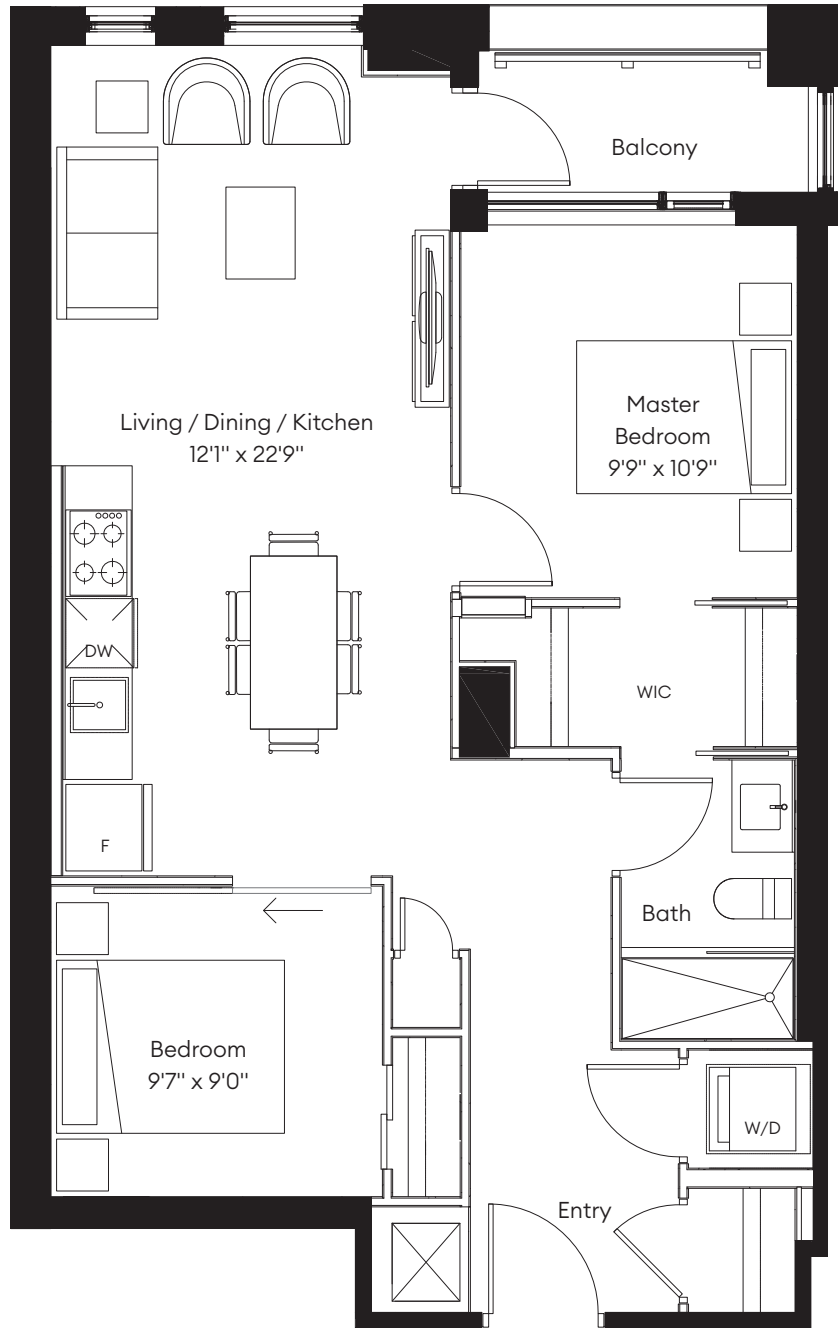 Balcony
Living / Dining / Kitchen
12'1" x 22'9"
Master
Bedroom
9'9" x 10'9"
DW
WIC
F
Bath
Bedroom
9'7" x 9'0"
W/D
Entry